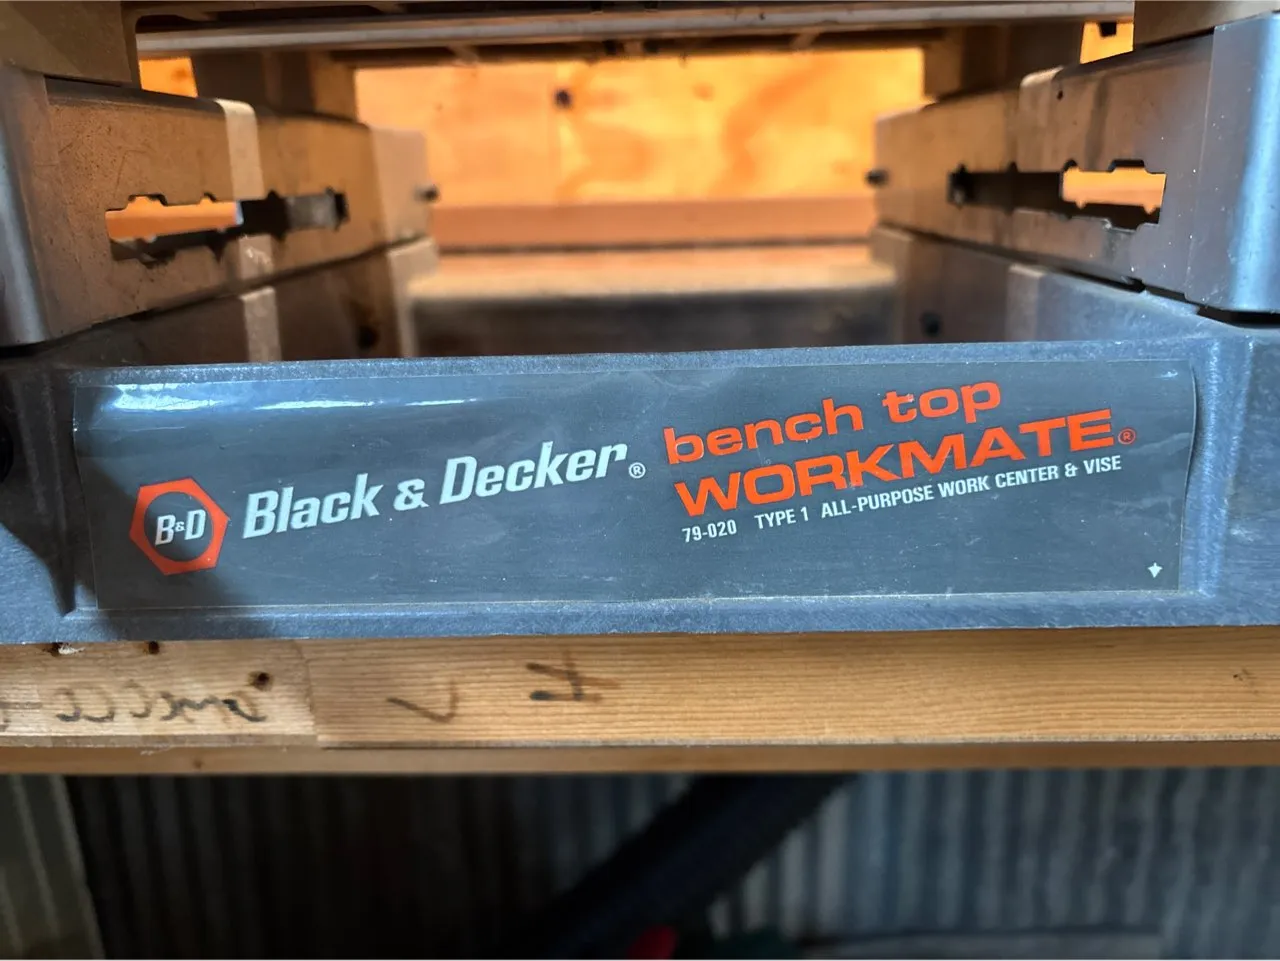 B&D
Black & Decker®
bench top
WORKMATE®
79-020 TYPE 1 ALL-PURPOSE WORK CENTER & VISE